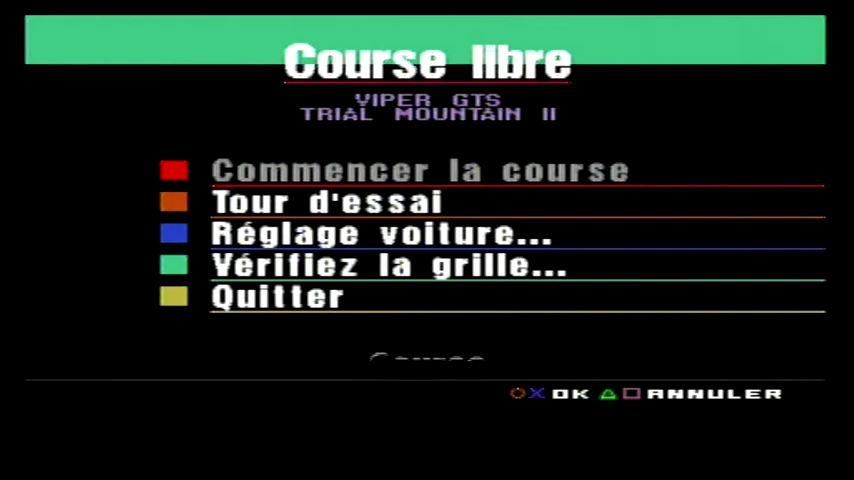 Course libre
VIPER GTS
TRIAL MOUNTAIN II
Commencer la course
Tour d'essai
Réglage voiture...
Vérifiez la grille...
Quitter
Course
OK ANNULER